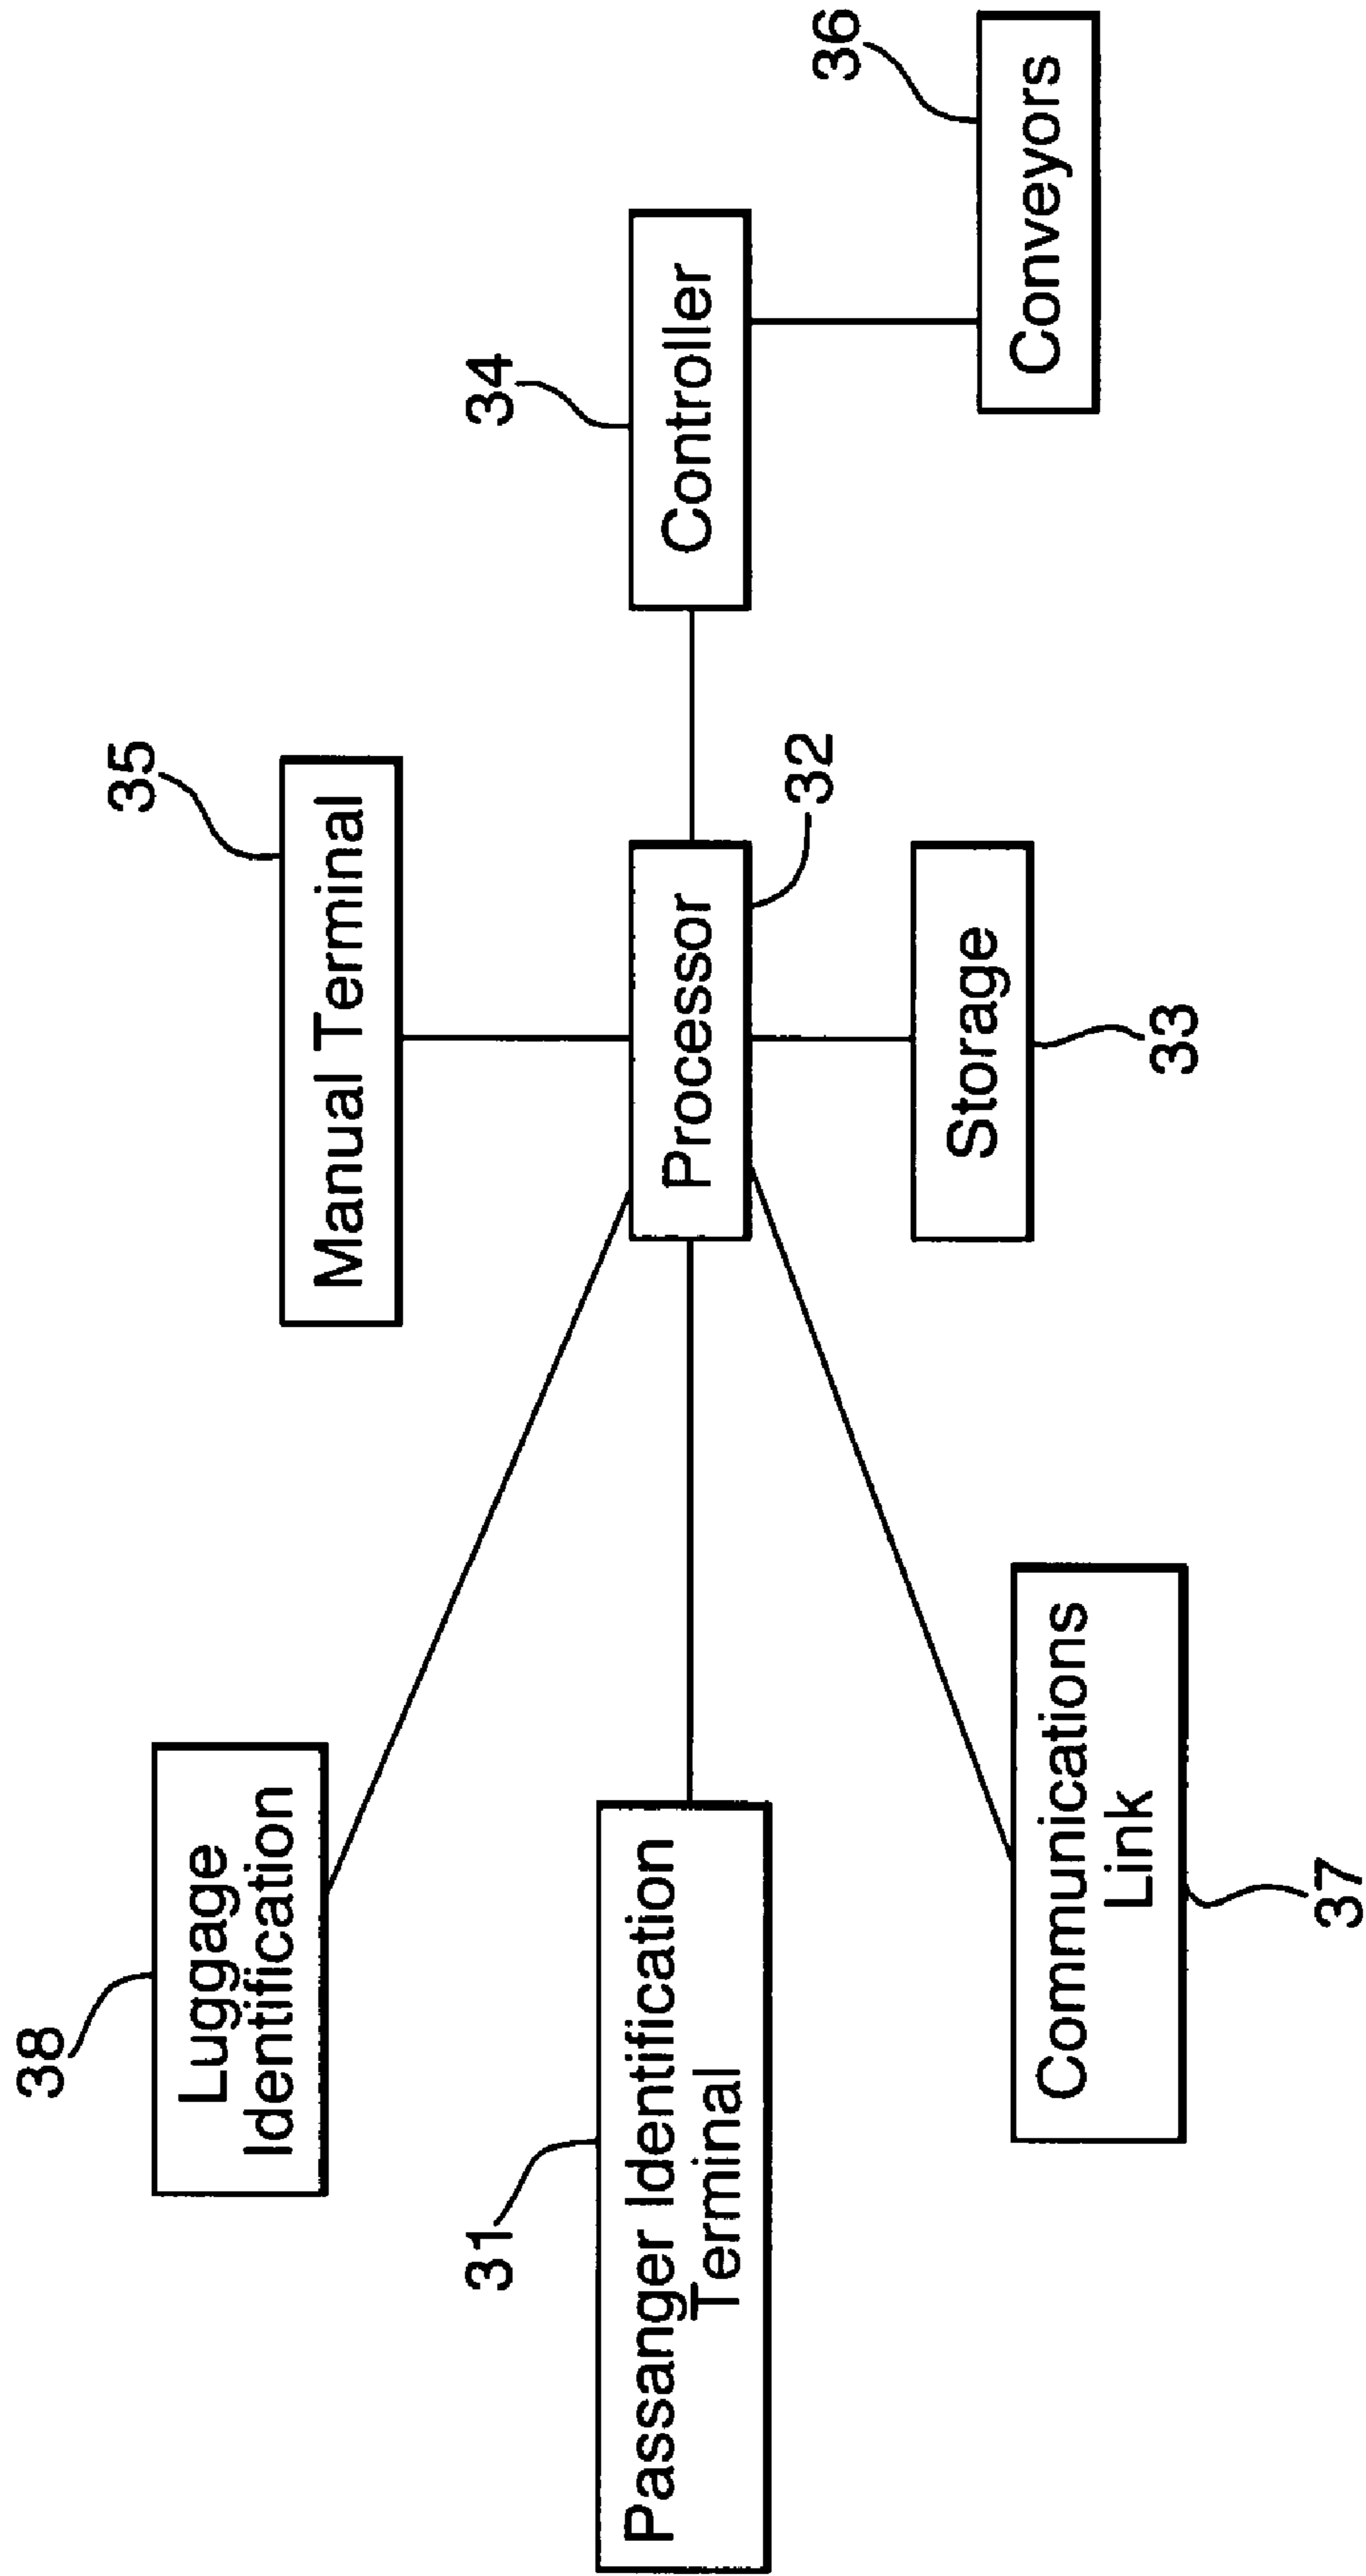 38
Luggage
Identification
35
Manual Terminal
31
Passanger Identification
Terminal
Processor
32
34
Controller
Communications
Link
37
Storage
33
36
Conveyors